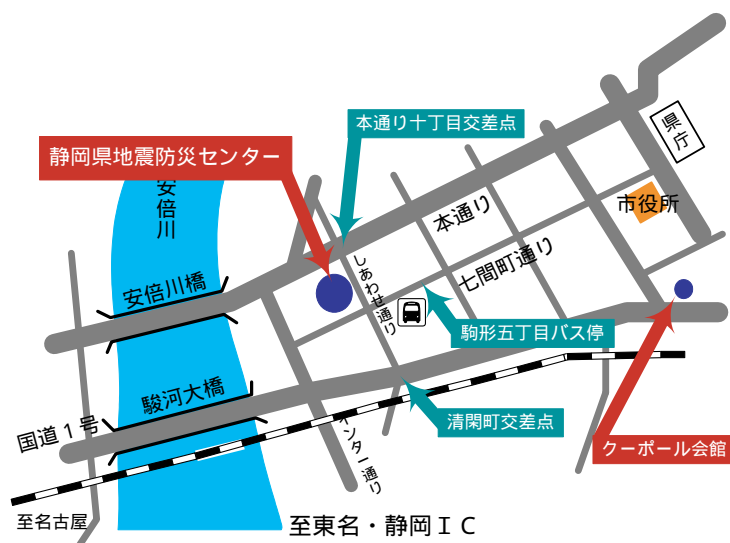 本通り十丁目交差点
静岡県地震防災センター
県庁
安倍川
市役所
本通り
しあわせ通り
七間町通り
安倍川橋
駒形五丁目バス停
駿河大橋
国道1号
清閑町交差点
インター通り
クーポール会館
至名古屋
至東名・静岡IC